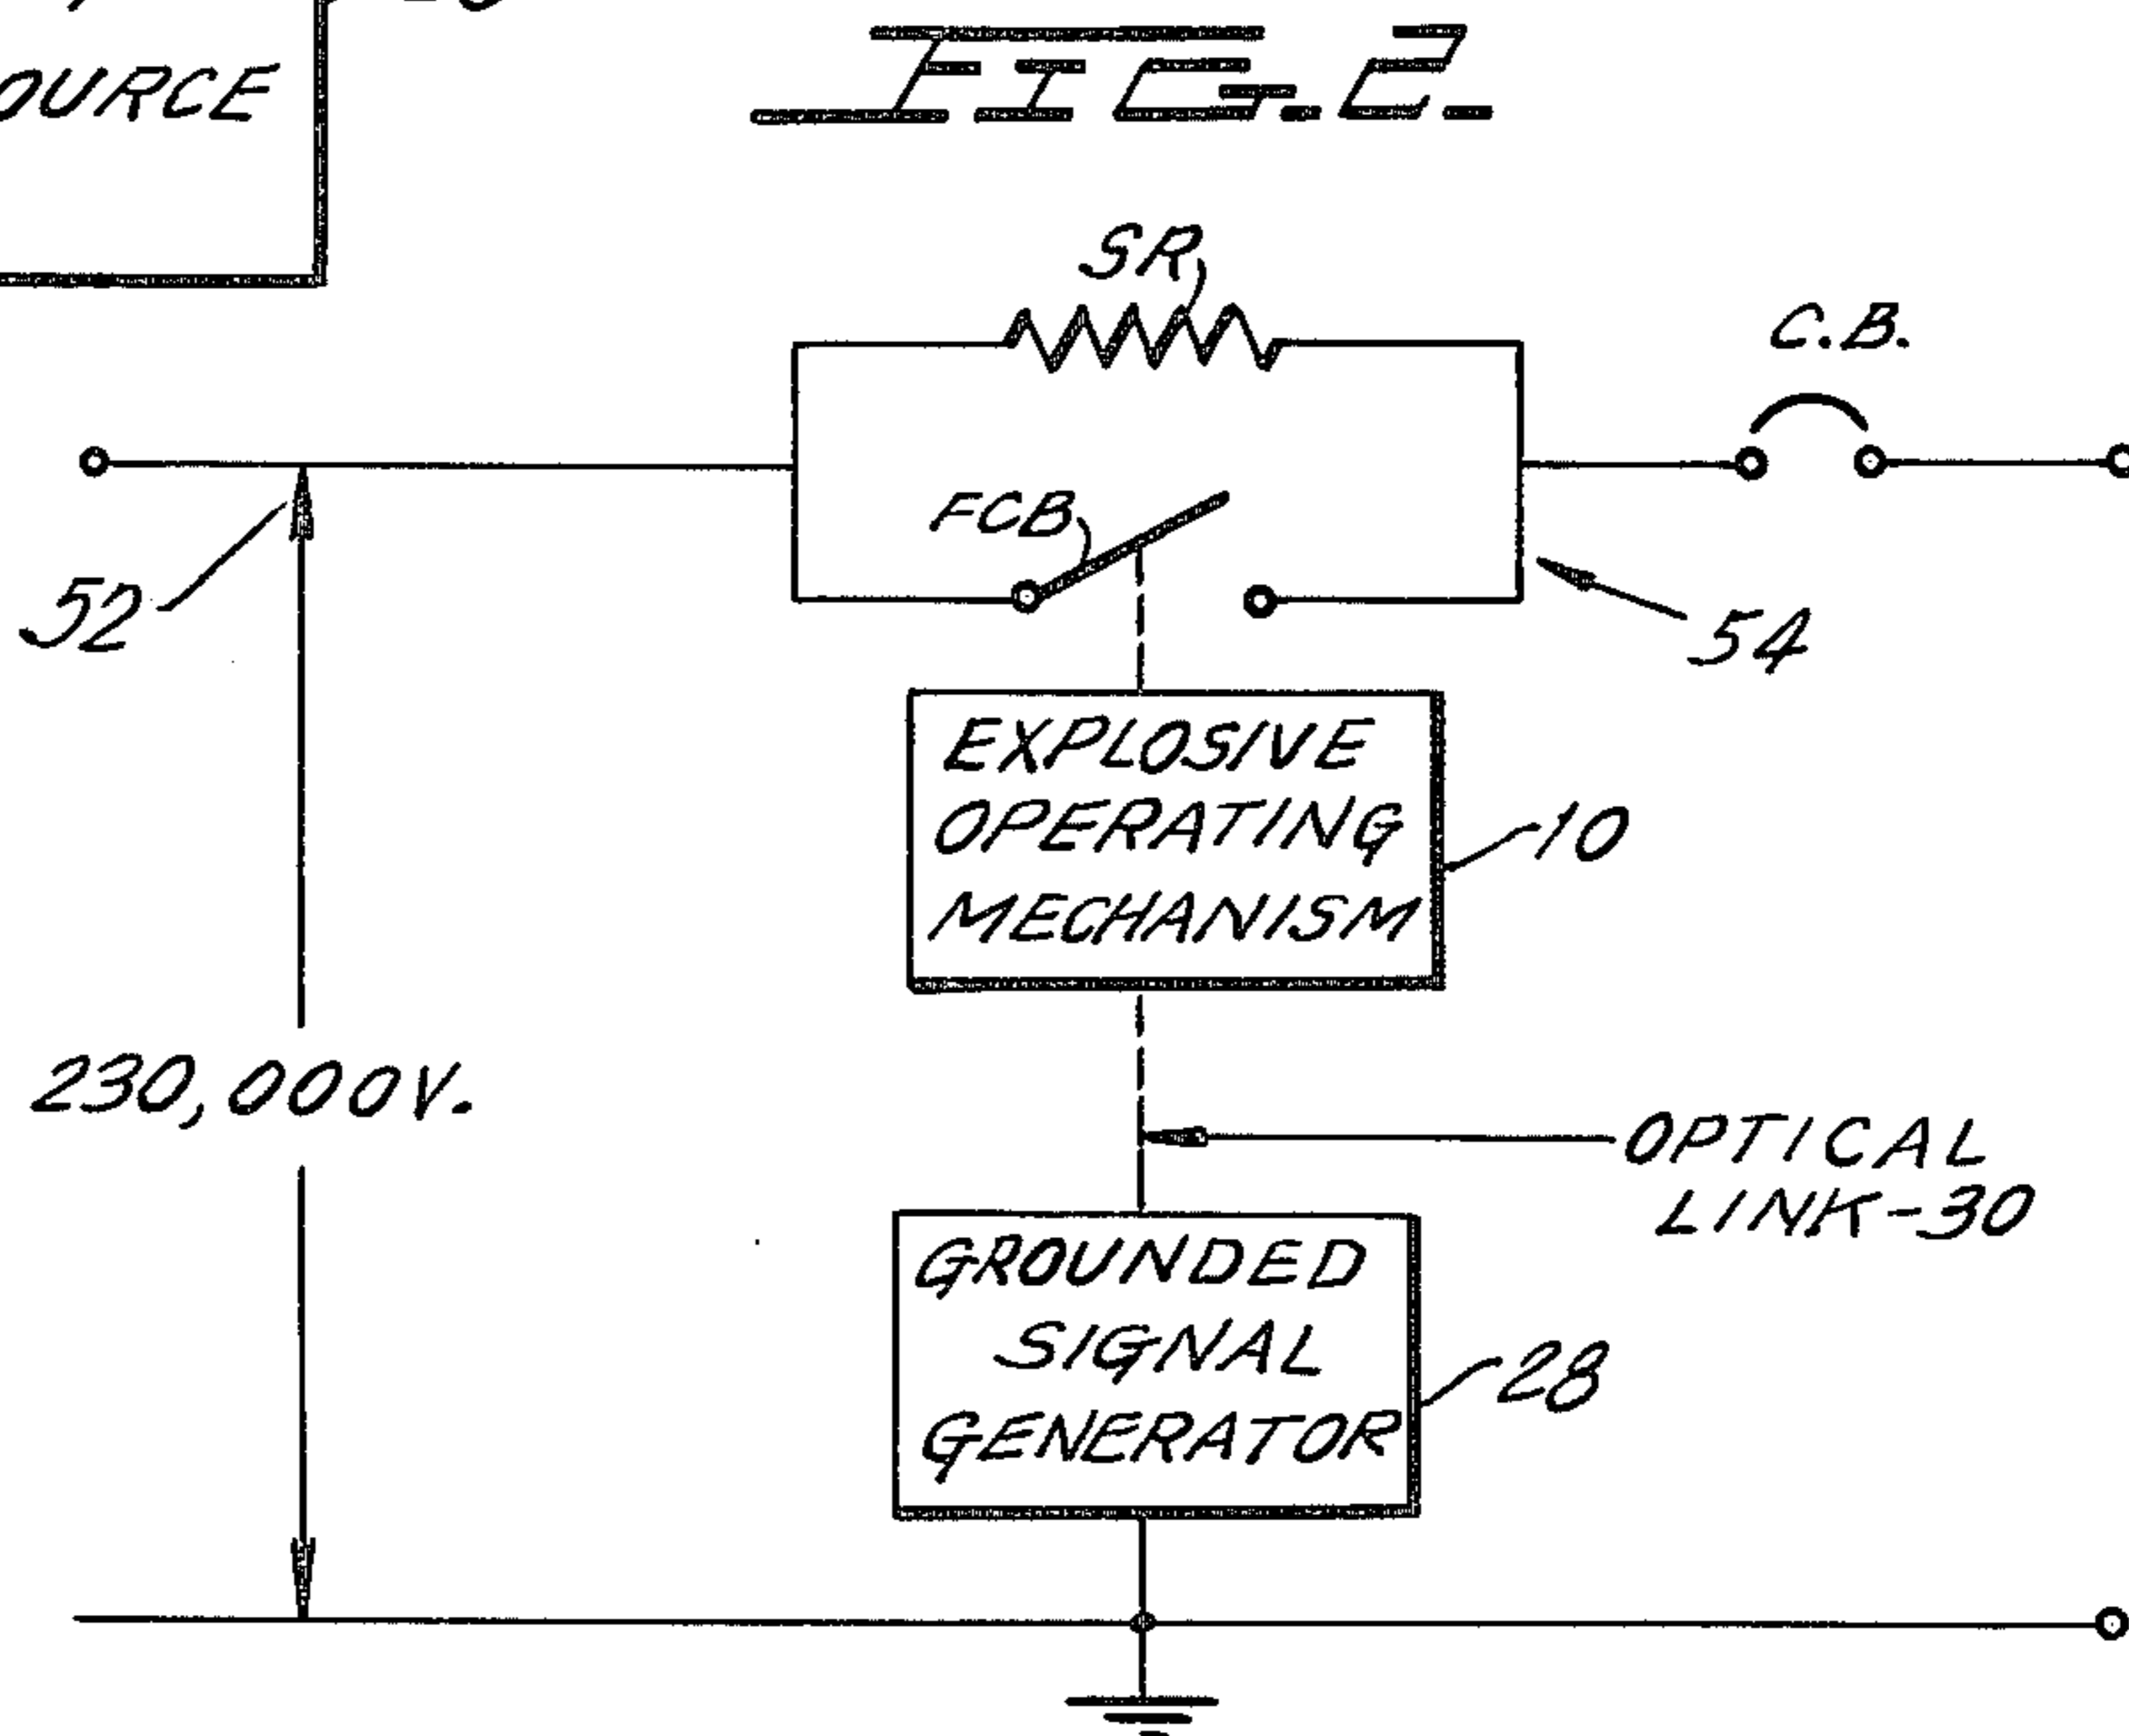 OURCE
FIG. 2.
SR
C.B.
FCB
52
54
EXPLOSIVE
OPERATING
MECHANISM
10
230,000V.
OPTICAL
LINK-30
GROUNDED
SIGNAL
GENERATOR
28